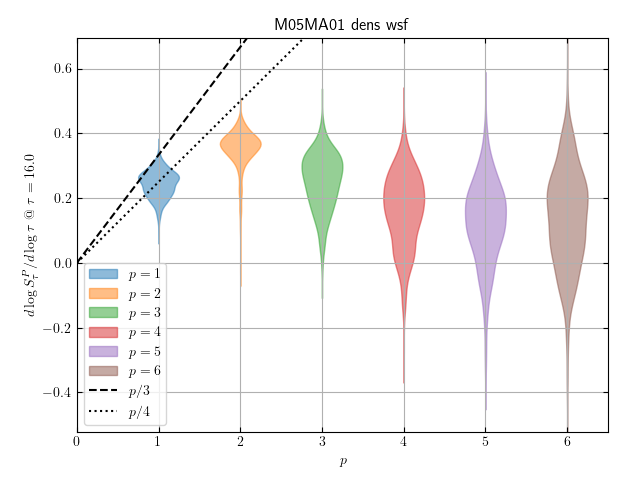 M05MA01 dens wsf
d log S_τ^P / d log τ @ τ = 16.0
0.6
0.4
0.2
0.0
−0.2
−0.4
p = 1
p = 2
p = 3
p = 4
p = 5
p = 6
p/3
p/4
0 1 2 3 4 5 6
p